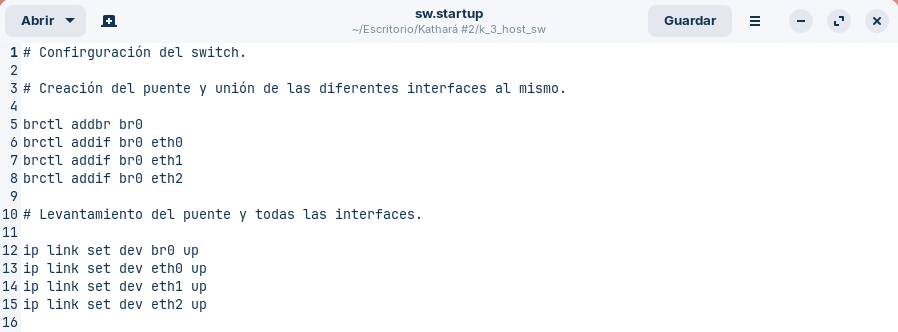 Abrir
sw.startup
~/Escritorio/Kathará #2/k_3_host_sw
Guardar
1 # Confirguración del switch.
2
3 # Creación del puente y unión de las diferentes interfaces al mismo.
4
5 brctl addbr br0
6 brctl addif br0 eth0
7 brctl addif br0 eth1
8 brctl addif br0 eth2
9
10 # Levantamiento del puente y todas las interfaces.
11
12 ip link set dev br0 up
13 ip link set dev eth0 up
14 ip link set dev eth1 up
15 ip link set dev eth2 up
16